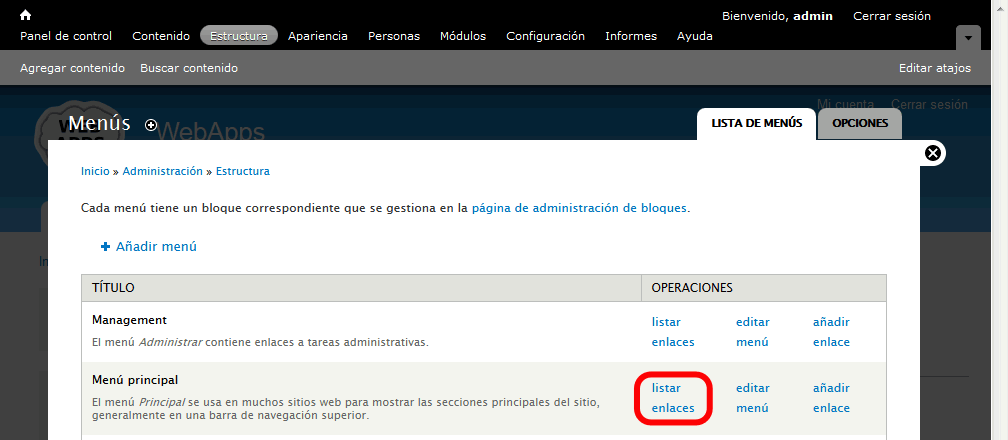 Bienvenido, admin Cerrar sesión
Panel de control Contenido Estructura Apariencia Personas Módulos Configuración Informes Ayuda
Agregar contenido Buscar contenido Editar atajos
Mi cuenta Cerrar sesión
Menús
WebApps
LISTA DE MENÚS OPCIONES
Inicio » Administración » Estructura
Cada menú tiene un bloque correspondiente que se gestiona en la página de administración de bloques.
Añadir menú
TÍTULO OPERACIONES
Management
El menú Administrar contiene enlaces a tareas administrativas.
listar enlaces
editar menú
añadir enlace
Menú principal
El menú Principal se usa en muchos sitios web para mostrar las secciones principales del sitio,
generalmente en una barra de navegación superior.
listar enlaces
editar menú
añadir enlace